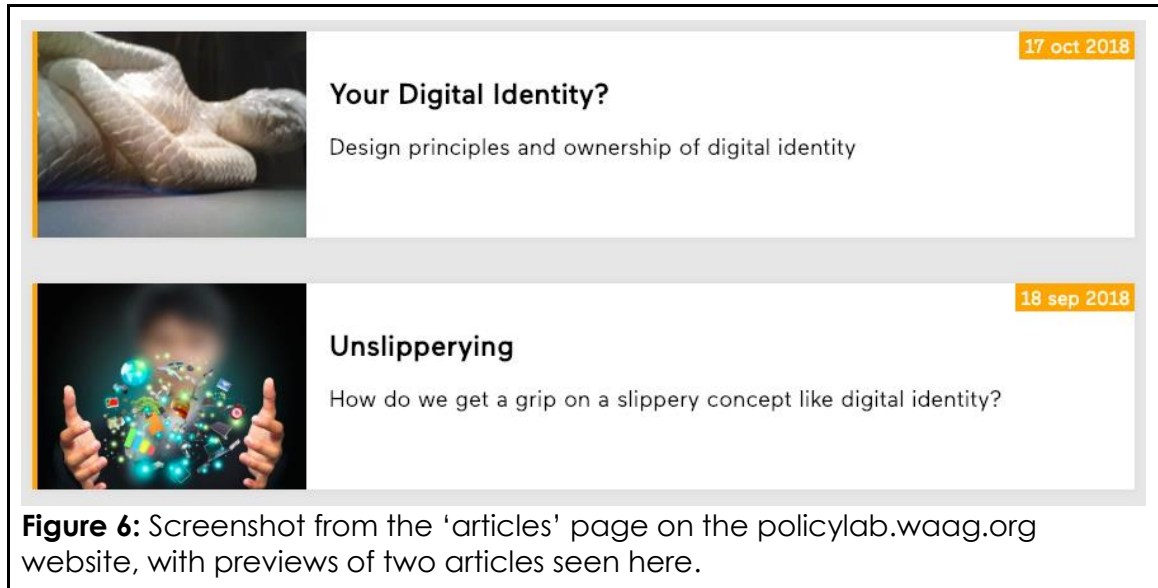 17 oct 2018
Your Digital Identity?
Design principles and ownership of digital identity
18 sep 2018
Unslipperying
How do we get a grip on a slippery concept like digital identity?
Figure 6: Screenshot from the ‘articles’ page on the policylab.waag.org
website, with previews of two articles seen here.